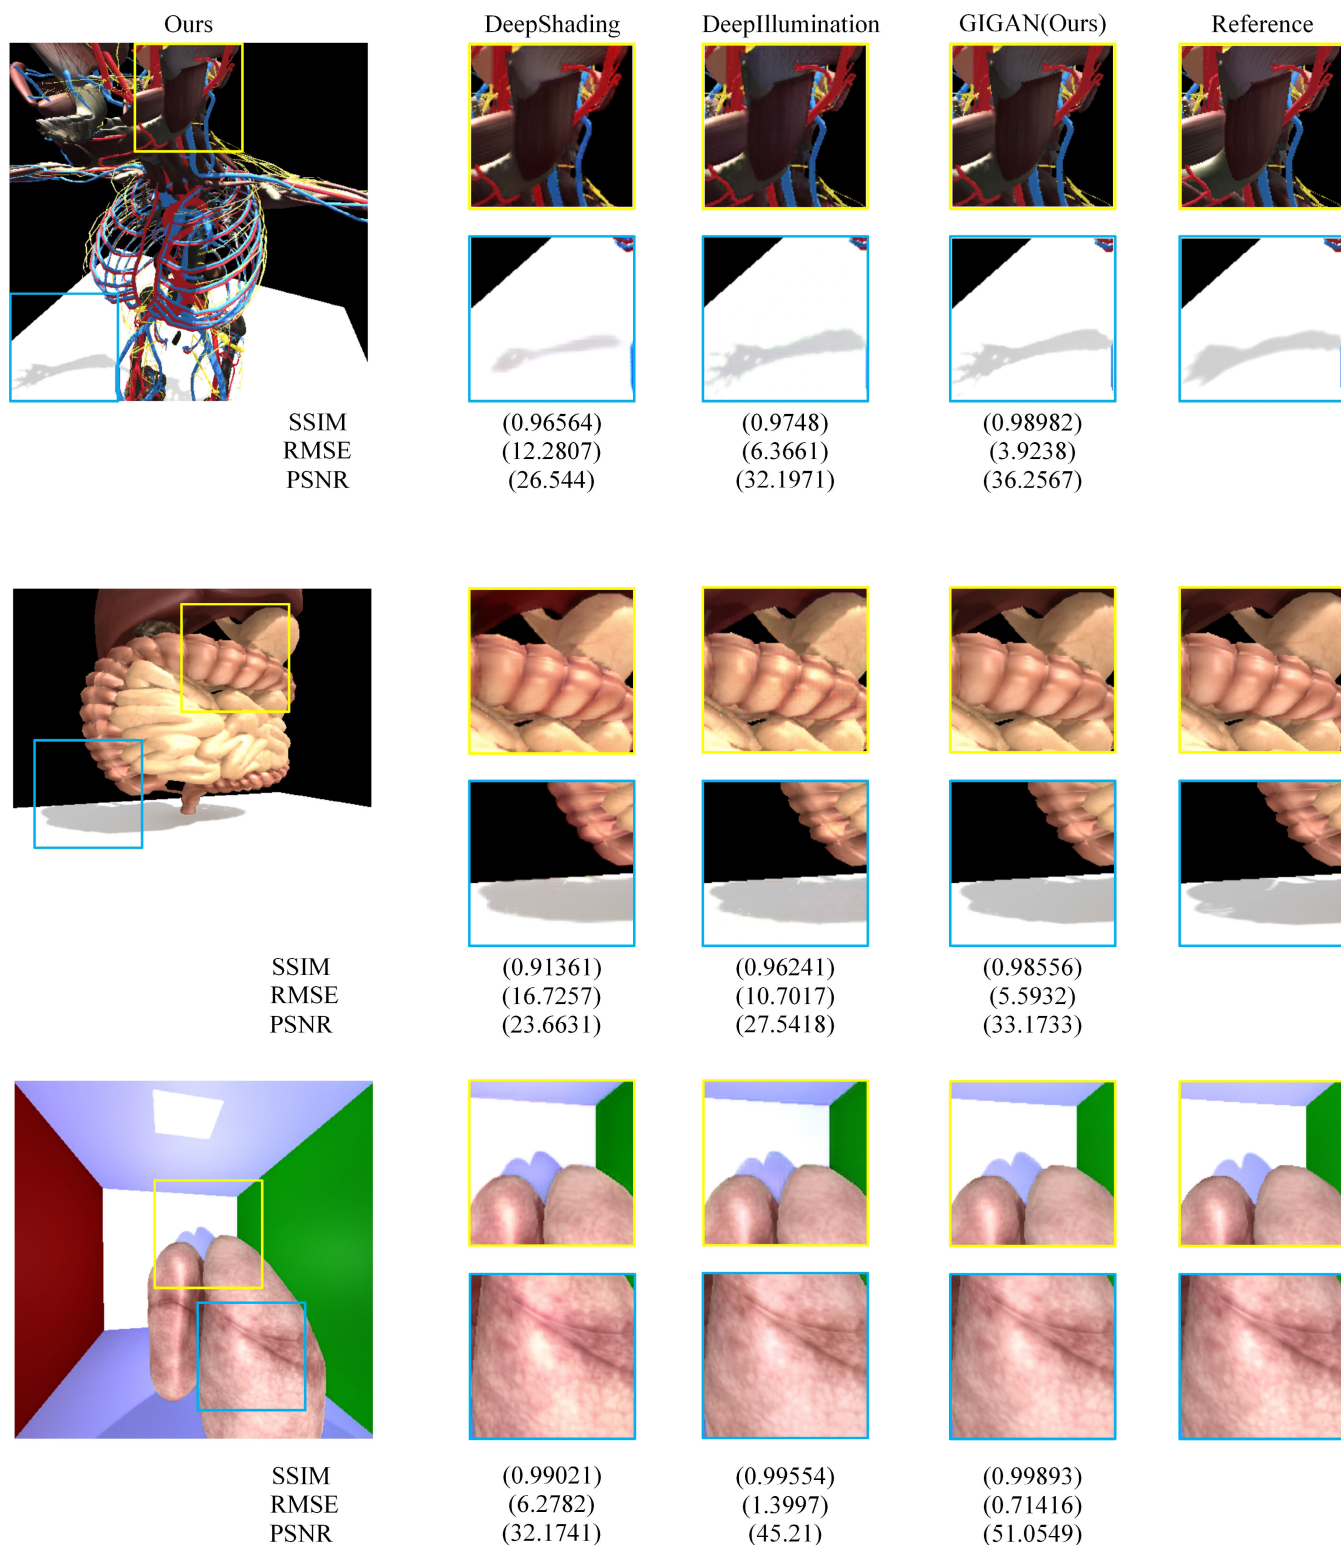 Ours DeepShading DeepIllumination GIGAN(Ours) Reference
SSIM (0.96564) (0.9748) (0.98982)
RMSE (12.2807) (6.3661) (3.9238)
PSNR (26.544) (32.1971) (36.2567)
SSIM (0.91361) (0.96241) (0.98556)
RMSE (16.7257) (10.7017) (5.5932)
PSNR (23.6631) (27.5418) (33.1733)
SSIM (0.99021) (0.99554) (0.99893)
RMSE (6.2782) (1.3997) (0.71416)
PSNR (32.1741) (45.21) (51.0549)